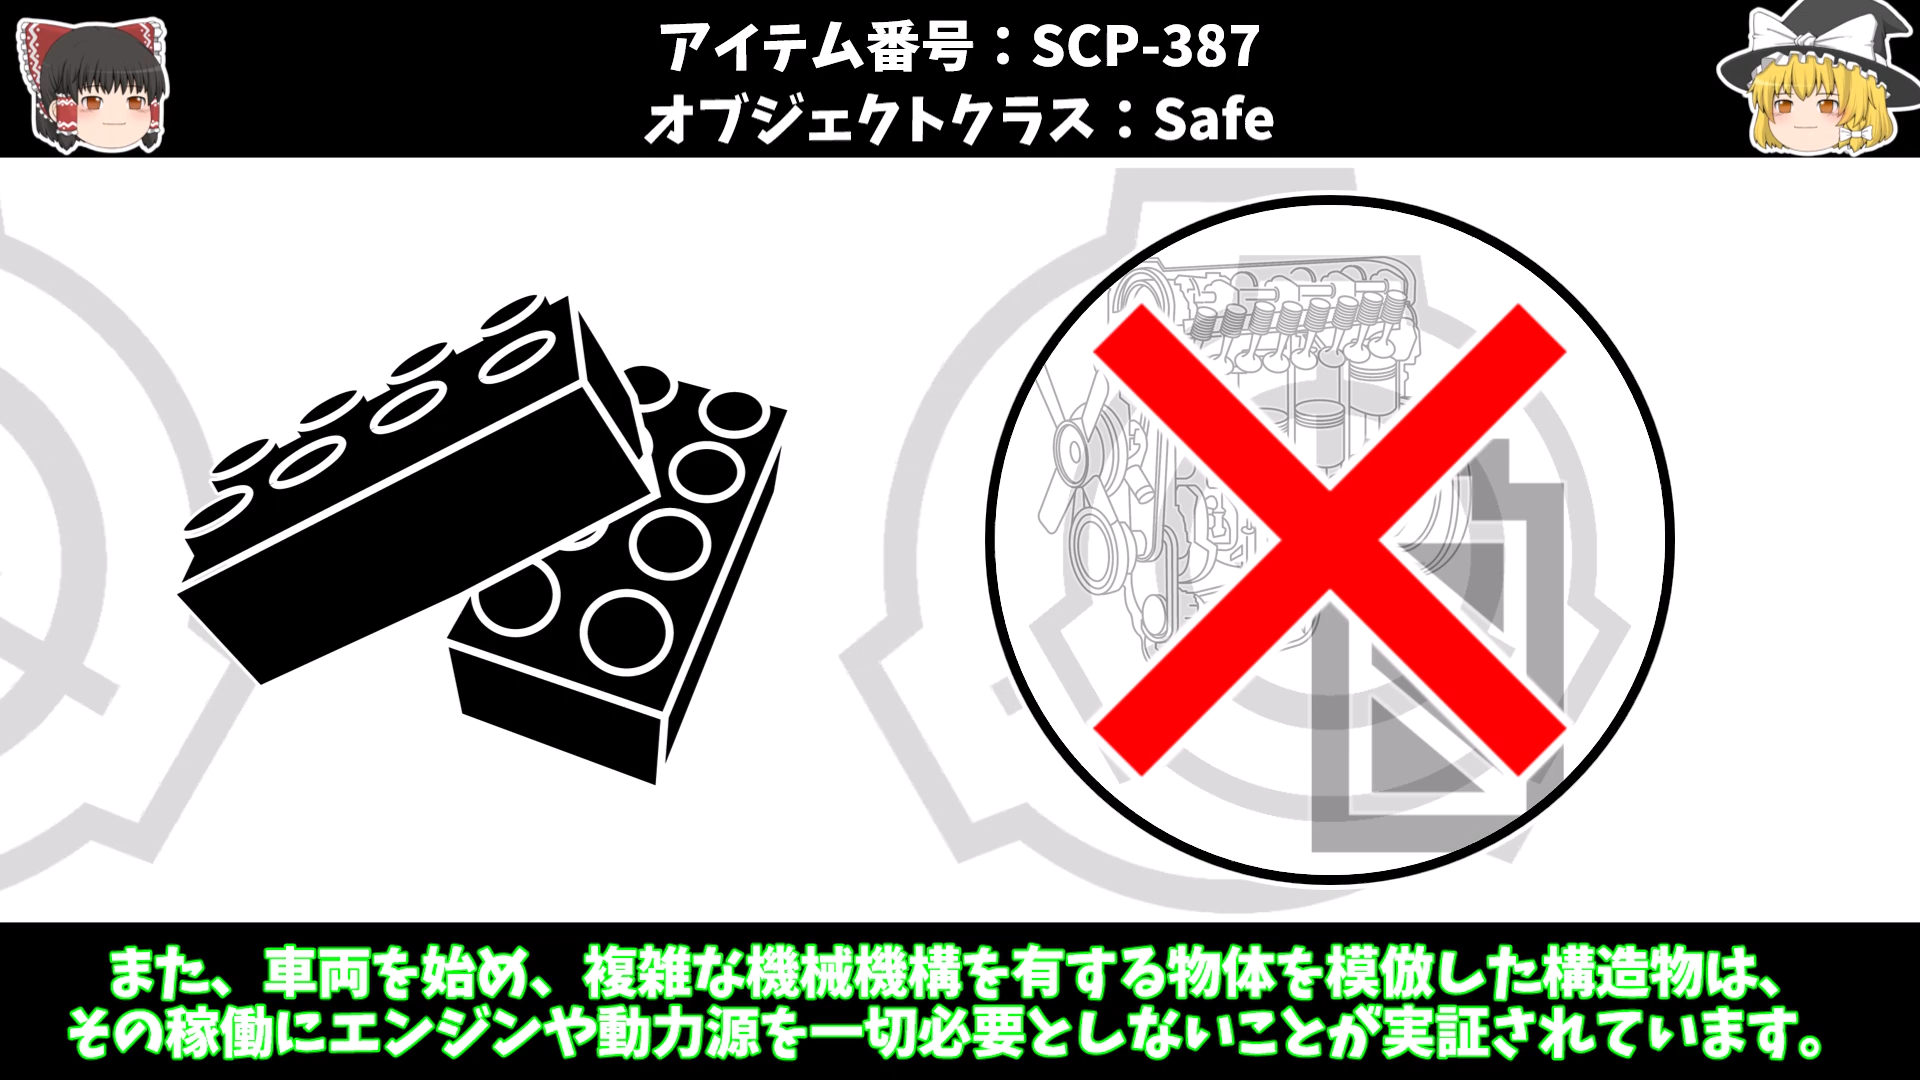 アイテム番号：SCP-387
オブジェクトクラス：Safe
また、車両を始め、複雑な機械機構を有する物体を模倣した構造物は、
その稼働にエンジンや動力源を一切必要としないことが実証されています。